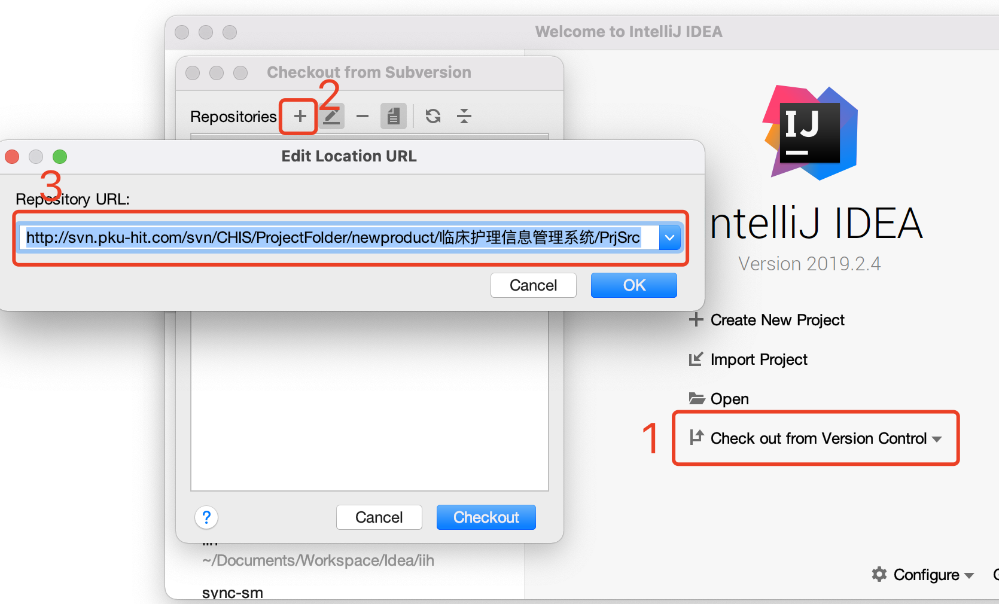 Welcome to IntelliJ IDEA
Checkout from Subversion
2
Repositories
Edit Location URL
3
Repository URL:
http://svn.pku-hit.com/svn/CHIS/ProjectFolder/newproduct/临床护理信息管理系统/PrjSrc
Cancel
OK
IJ
ntelliJ IDEA
Version 2019.2.4
Create New Project
Import Project
Open
1
Check out from Version Control
?
Cancel
Checkout
~/Documents/Workspace/Idea/iih
sync-sm
Configure